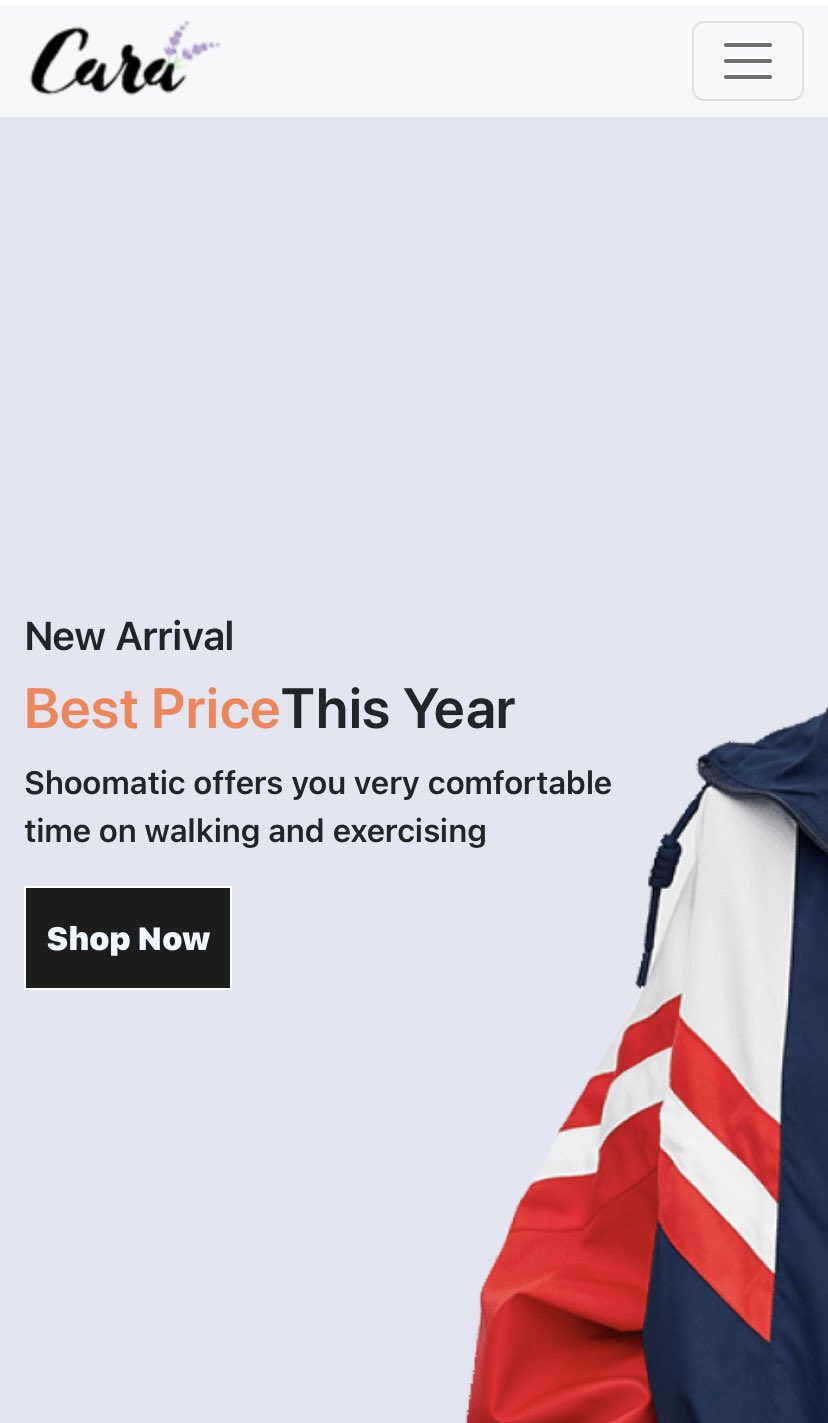 Cara
New Arrival
Best PriceThis Year
Shoomatic offers you very comfortable
time on walking and exercising
Shop Now